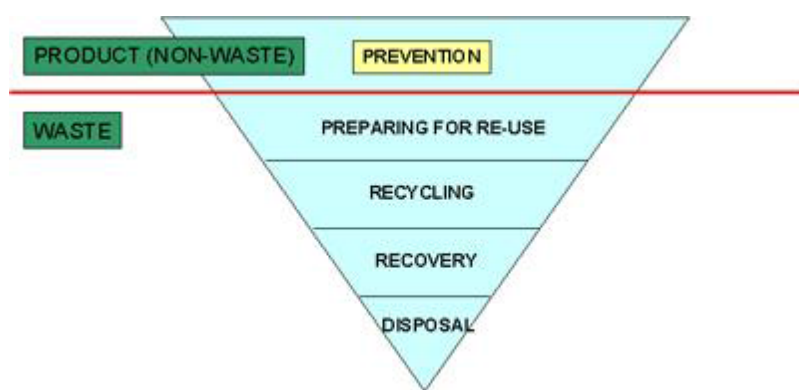 PRODUCT (NON-WASTE)
PREVENTION
WASTE
PREPARING FOR RE-USE
RECYCLING
RECOVERY
DISPOSAL